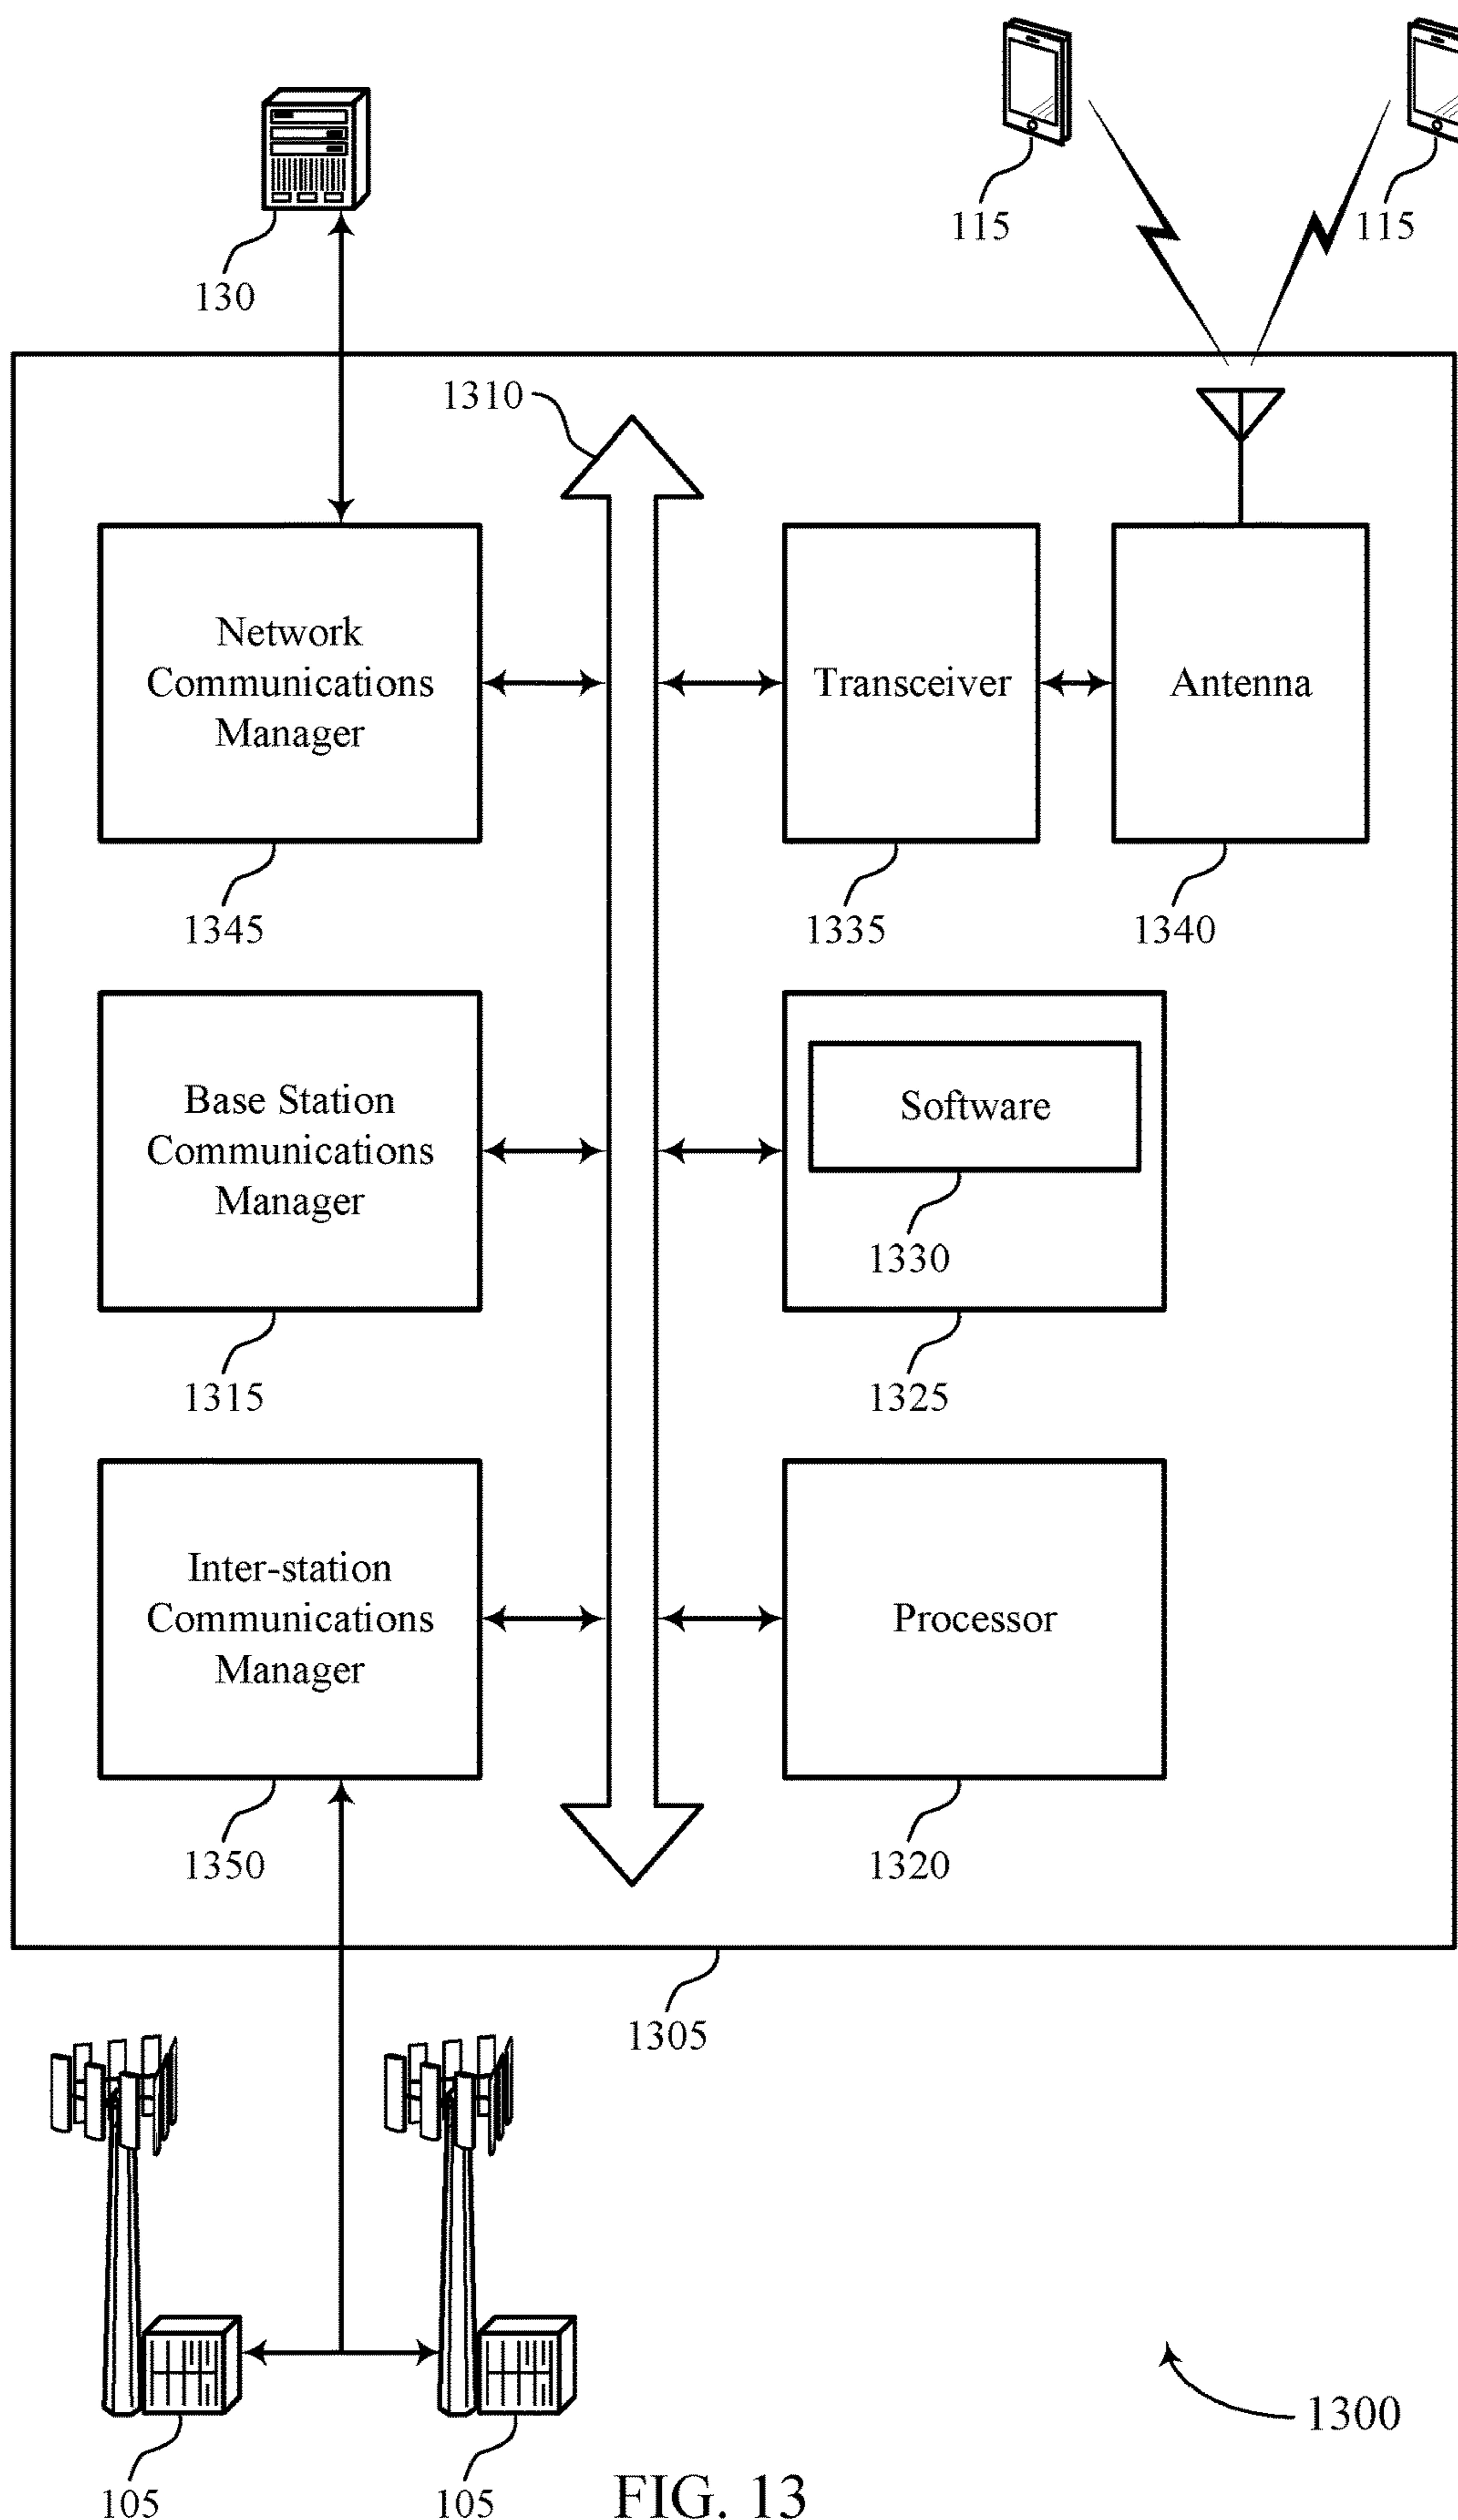 130
115
115
1310
Network
Communications
Manager
Transceiver
Antenna
1345
1335
1340
Base Station
Communications
Manager
Software
1330
1315
1325
Inter-station
Communications
Manager
Processor
1350
1320
1305
1300
105
105
FIG. 13